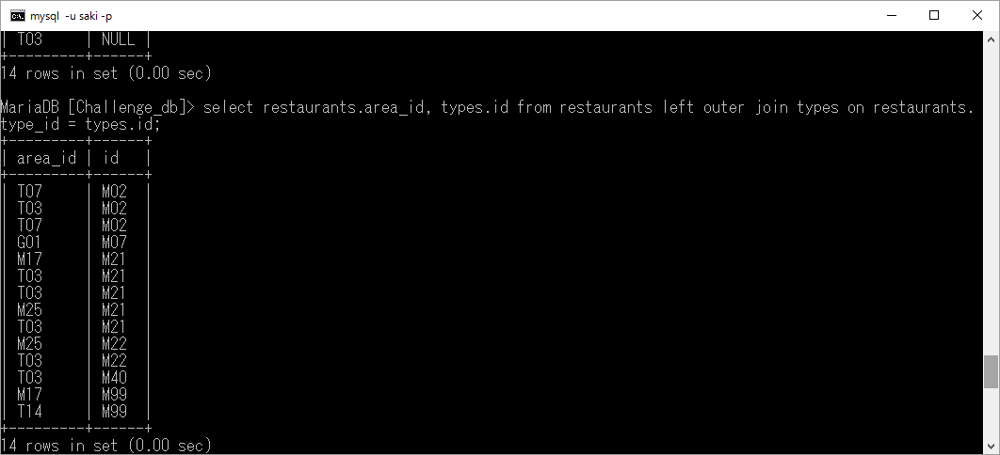 mysql -u saki -p
| T03     | NULL |
+---------+------+
14 rows in set (0.00 sec)
MariaDB [Challenge_db]> select restaurants.area_id, types.id from restaurants left outer join types on restaurants.
type_id = types.id;
+---------+------+
| area_id | id   |
+---------+------+
| T07     | M02  |
| T03     | M02  |
| T07     | M02  |
| G01     | M07  |
| M17     | M21  |
| T03     | M21  |
| T03     | M21  |
| M25     | M21  |
| T03     | M21  |
| M25     | M22  |
| T03     | M22  |
| T03     | M40  |
| M17     | M99  |
| T14     | M99  |
+---------+------+
14 rows in set (0.00 sec)